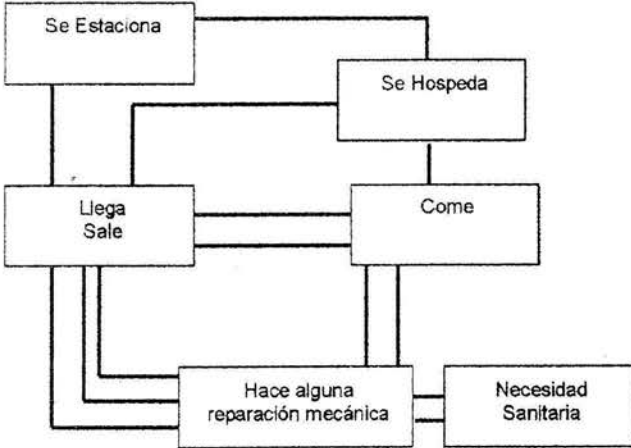 Se Estaciona
Se Hospeda
Llega
Sale
Come
Hace alguna
reparación mecánica
Necesidad
Sanitaria